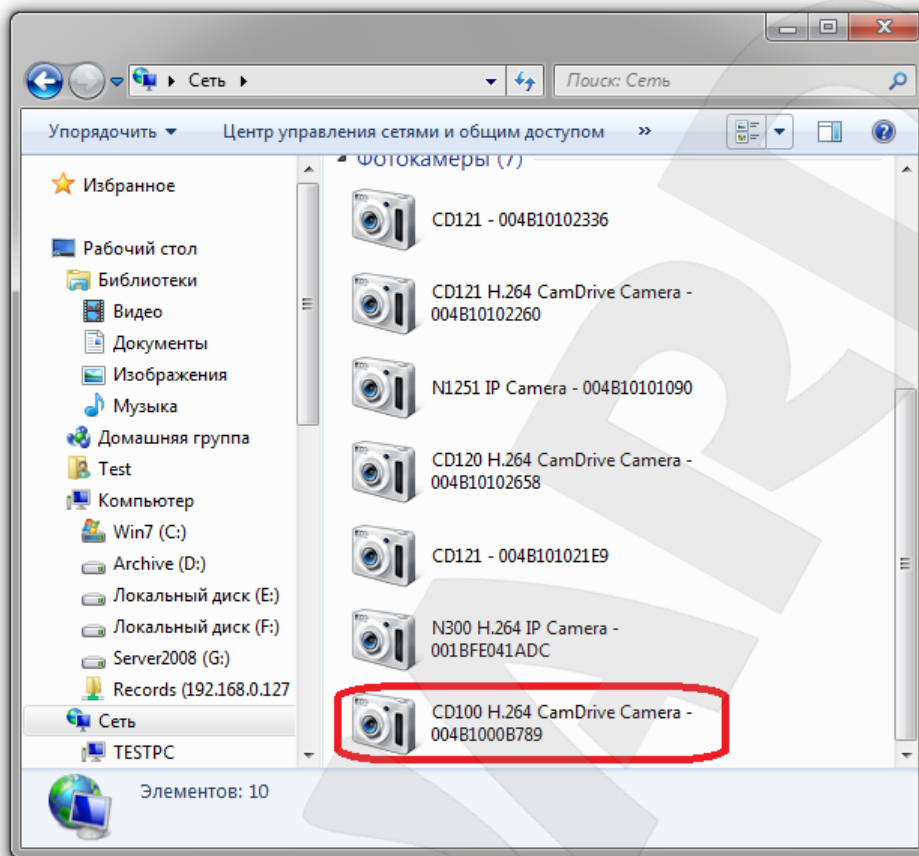 Сеть
Поиск: Сеть
Упорядочить
Центр управления сетями и общим доступом
»
Избранное
Рабочий стол
Библиотеки
Видео
Документы
Изображения
Музыка
Домашняя группа
Test
Компьютер
Win7 (C:)
Archive (D:)
Локальный диск (E:)
Локальный диск (F:)
Server2008 (G:)
Records (192.168.0.127
Сеть
TESTPC
Фотокамеры (7)
CD121 - 004B10102336
CD121 H.264 CamDrive Camera -
004B10102260
N1251 IP Camera - 004B10101090
CD120 H.264 CamDrive Camera -
004B10102658
CD121 - 004B101021E9
N300 H.264 IP Camera -
001BFE041ADC
CD100 H.264 CamDrive Camera -
004B1000B789
Элементов: 10